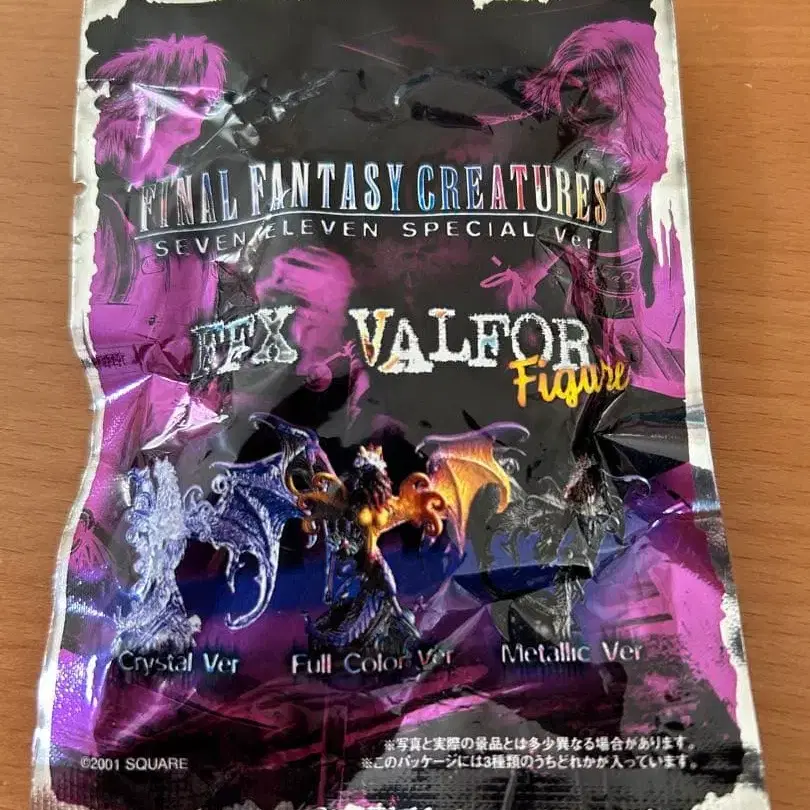 FINAL FANTASY CREATURES
SEVEN ELEVEN SPECIAL Ver
FFX VALFOR
Figure
Crystal Ver
Full Color Ver
Metallic Ver
©2001 SQUARE
※写真と実際の景品とは多少異なる場合があります。
※このパッケージには3種類のうちどれかが入っています。